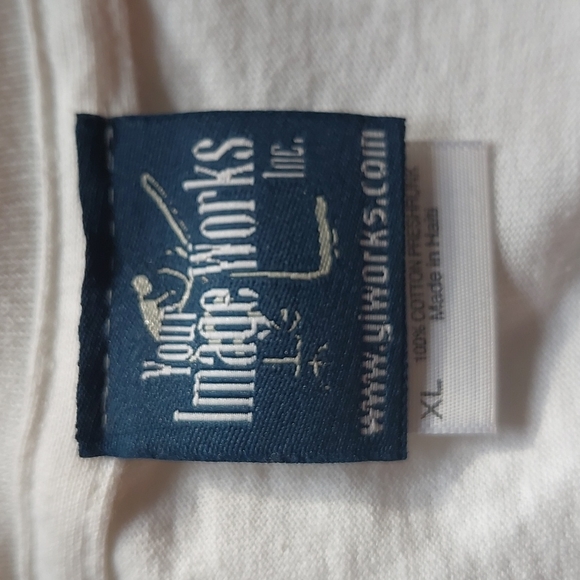 Your
Image Works
Inc.
www.yiworks.com
XL
100% COTTON PRESHRUNK
Made in Haiti